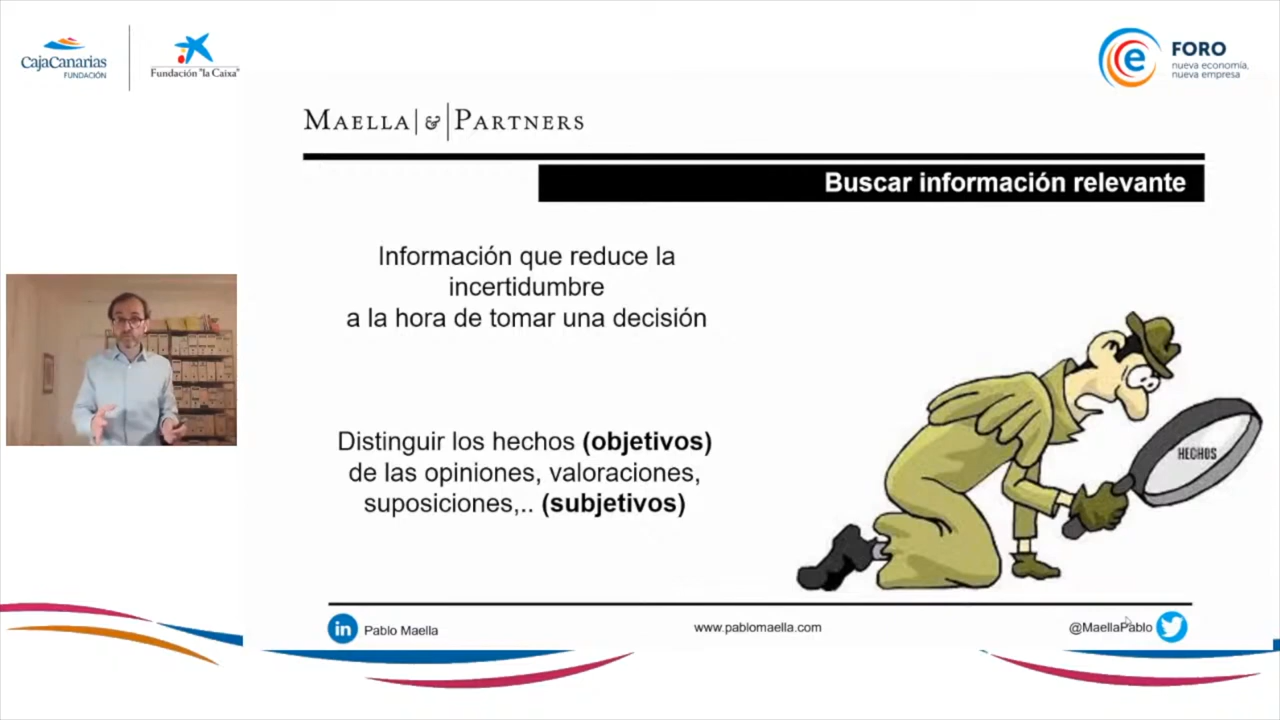 CajaCanarias
FUNDACIÓN
Fundación "la Caixa"
e
FORO
nueva economía,
nueva empresa
MAELLA & PARTNERS
Buscar información relevante
Información que reduce la
incertidumbre
a la hora de tomar una decisión
Distinguir los hechos (objetivos)
de las opiniones, valoraciones,
suposiciones,.. (subjetivos)
HECHOS
in
Pablo Maella
www.pablomaella.com
@MaellaPablo